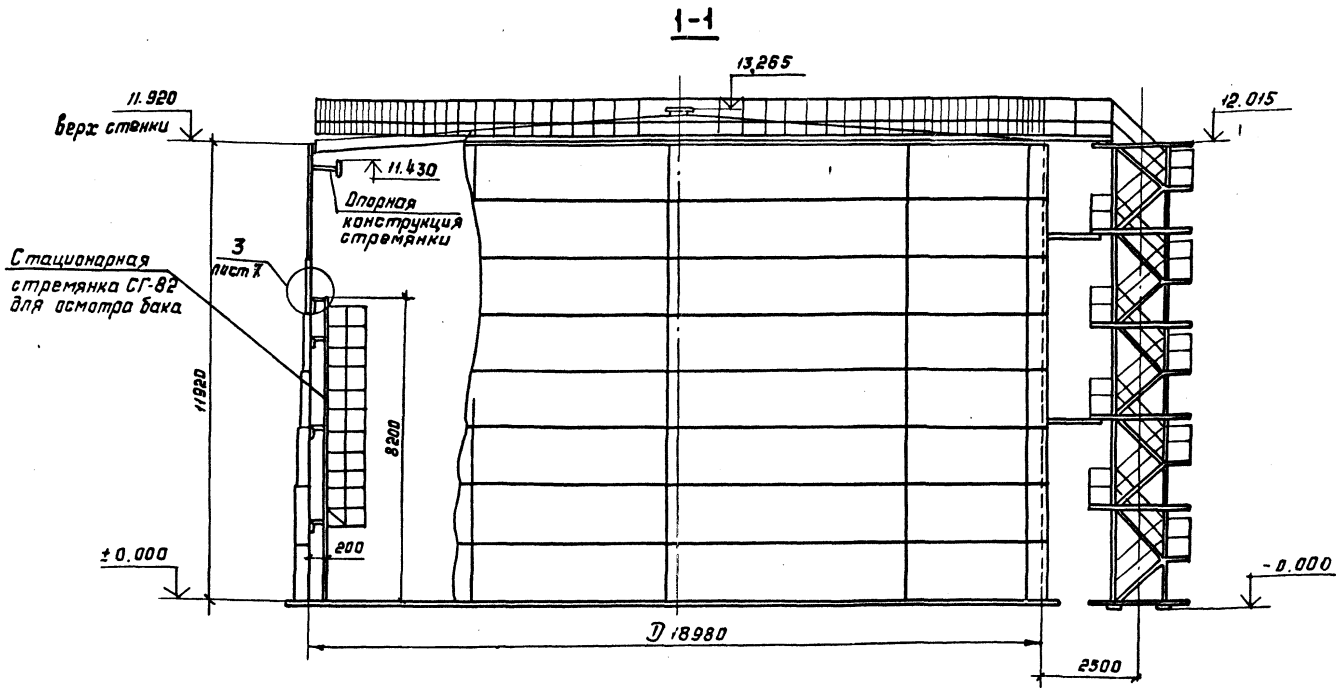 1-1
13,265
11.920
верх стенки
12.015
11.430
Опорная
конструкция
стремянки
3
лист 7
Стационарная
стремянка СГ-82
для осмотра бака
11920
8200
200
±0.000
-0.000
D 18980
2500